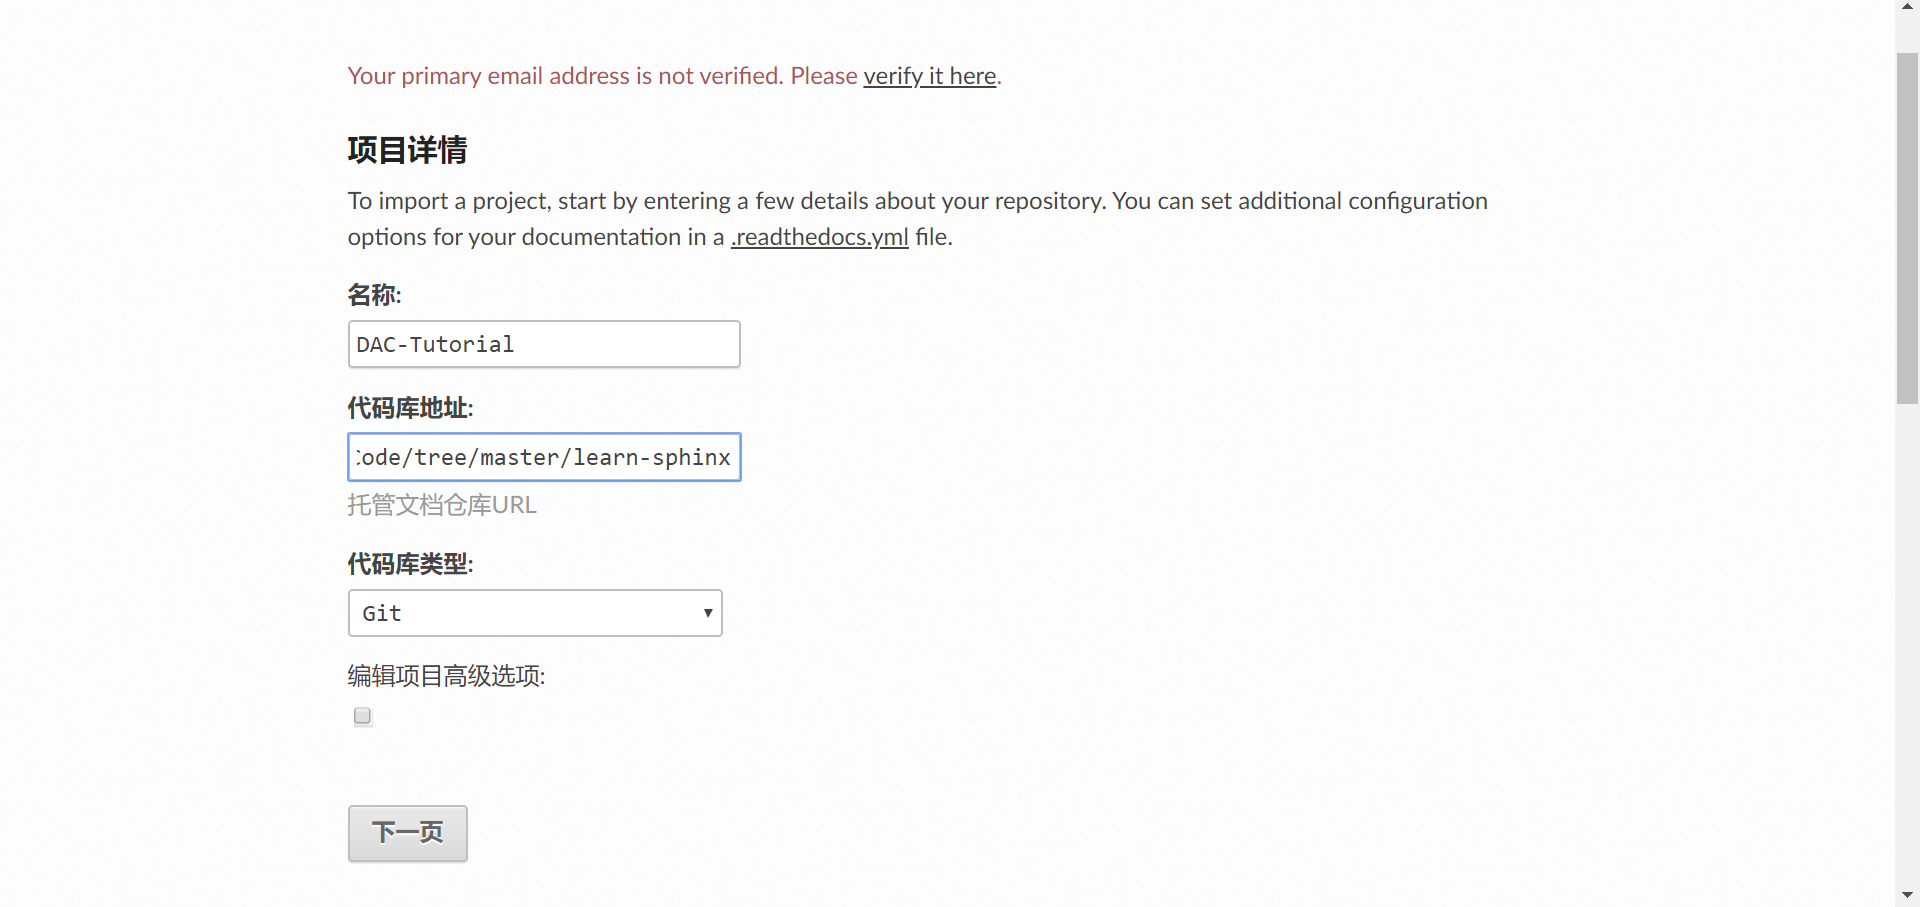 Your primary email address is not verified. Please verify it here.
项目详情
To import a project, start by entering a few details about your repository. You can set additional configuration
options for your documentation in a .readthedocs.yml file.
名称:
DAC-Tutorial
代码库地址:
code/tree/master/learn-sphinx
托管文档仓库URL
代码库类型:
Git
编辑项目高级选项:
下一页